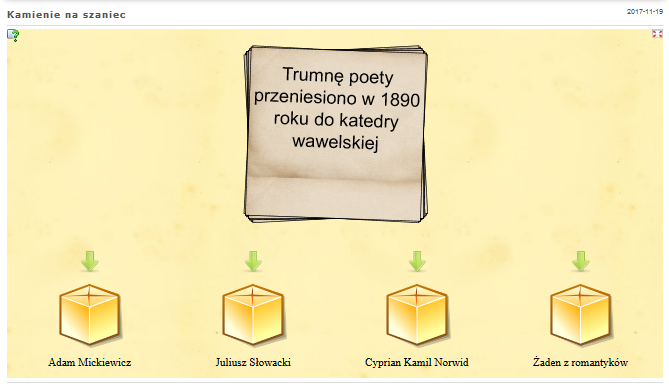 Kamienie na szaniec
2017-11-19
Trumnę poety
przeniesiono w 1890
roku do katedry
wawelskiej
Adam Mickiewicz
Juliusz Słowacki
Cyprian Kamil Norwid
Żaden z romantyków